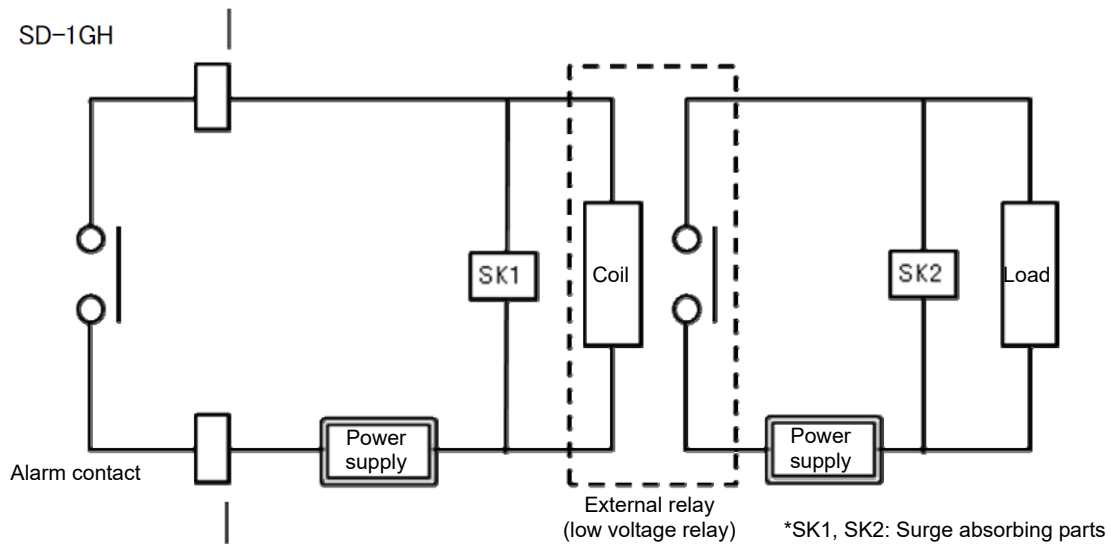 SD-1GH
SK1
Coil
SK2
Load
Power
supply
Power
supply
Alarm contact
External relay
(low voltage relay)
*SK1, SK2: Surge absorbing parts